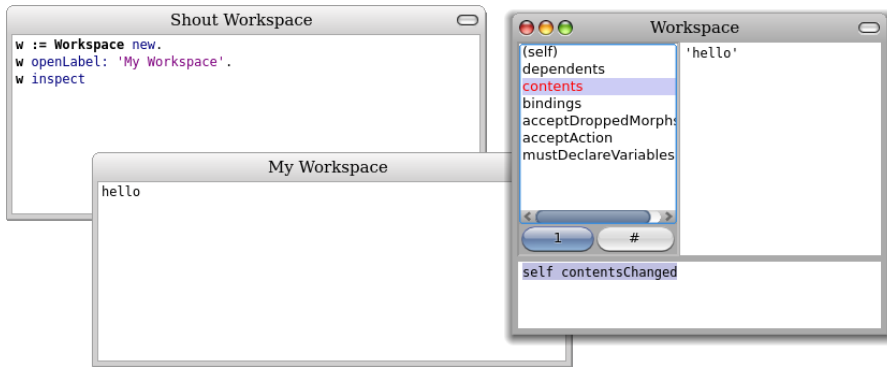 Shout Workspace
w := Workspace new.
w openLabel: 'My Workspace'.
w inspect
My Workspace
hello
Workspace
(self)
dependents
contents
bindings
acceptDroppedMorphs
acceptAction
mustDeclareVariables
'hello'
1
#
self contentsChanged